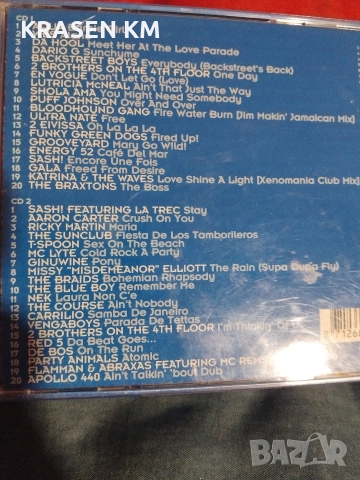 KRASEN KM
CD 1
3 DA HOOL Meet Her At The Love Parade
4 DARIO G Sunchyme
5 BACKSTREET BOYS Everybody (Backstreet's Back)
6 2 BROTHERS ON THE 4TH FLOOR One Day
7 EN VOGUE Don't Let Go (Love)
8 LUTRICIA McNEAL Ain't That Just The Way
9 SHOLA AMA You Might Need Somebody
10 PUFF JOHNSON Over And Over
11 BLOODHOUND GANG Fire Water Burn [Jim Makin' Jamaican Mix]
12 ULTRA NATE Free
13 2 EIVISSA Oh La La La
14 FUNKY GREEN DOGS Fired Up!
15 GROOVEYARD Mary Go Wild!
16 ENERGY 52 Café Del Mar
17 SASH! Encore Une Fois
18 GALA Freed From Desire
19 KATRINA & THE WAVES Love Shine A Light [Xenomania Club Mix]
20 THE BRAXTONS The Boss
CD 2
1 SASH! FEATURING LA TREC Stay
2 AARON CARTER Crush On You
3 RICKY MARTIN Maria
4 THE SUNCLUB Fiesta De Los Tamborileros
5 T-SPOON Sex On The Beach
6 MC LYTE Cold Rock A Party
7 GINUWINE Pony
8 MISSY "MISDEMEANOR" ELLIOTT The Rain (Supa Dupa Fly)
9 THE BRAIDS Bohemian Rhapsody
10 THE BLUE BOY Remember Me
11 NEK Laura Non C'e
12 THE COURSE Ain't Nobody
13 CARRILIO Samba De Janeiro
14 VENGABOYS Parada De Tettas
15 2 BROTHERS ON THE 4TH FLOOR I'm Thinkin' Of
16 RED 5 Da Beat Goes...
17 DE BOS On The Run
18 PARTY ANIMALS Atomic
19 FLAMMAN & ABRAXAS FEATURING MC REMS
20 APOLLO 440 Ain't Talkin' 'bout Dub
BAZAR
bg